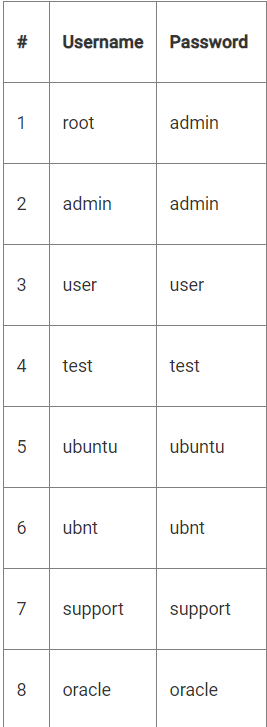 # Username Password
1 root admin
2 admin admin
3 user user
4 test test
5 ubuntu ubuntu
6 ubnt ubnt
7 support support
8 oracle oracle